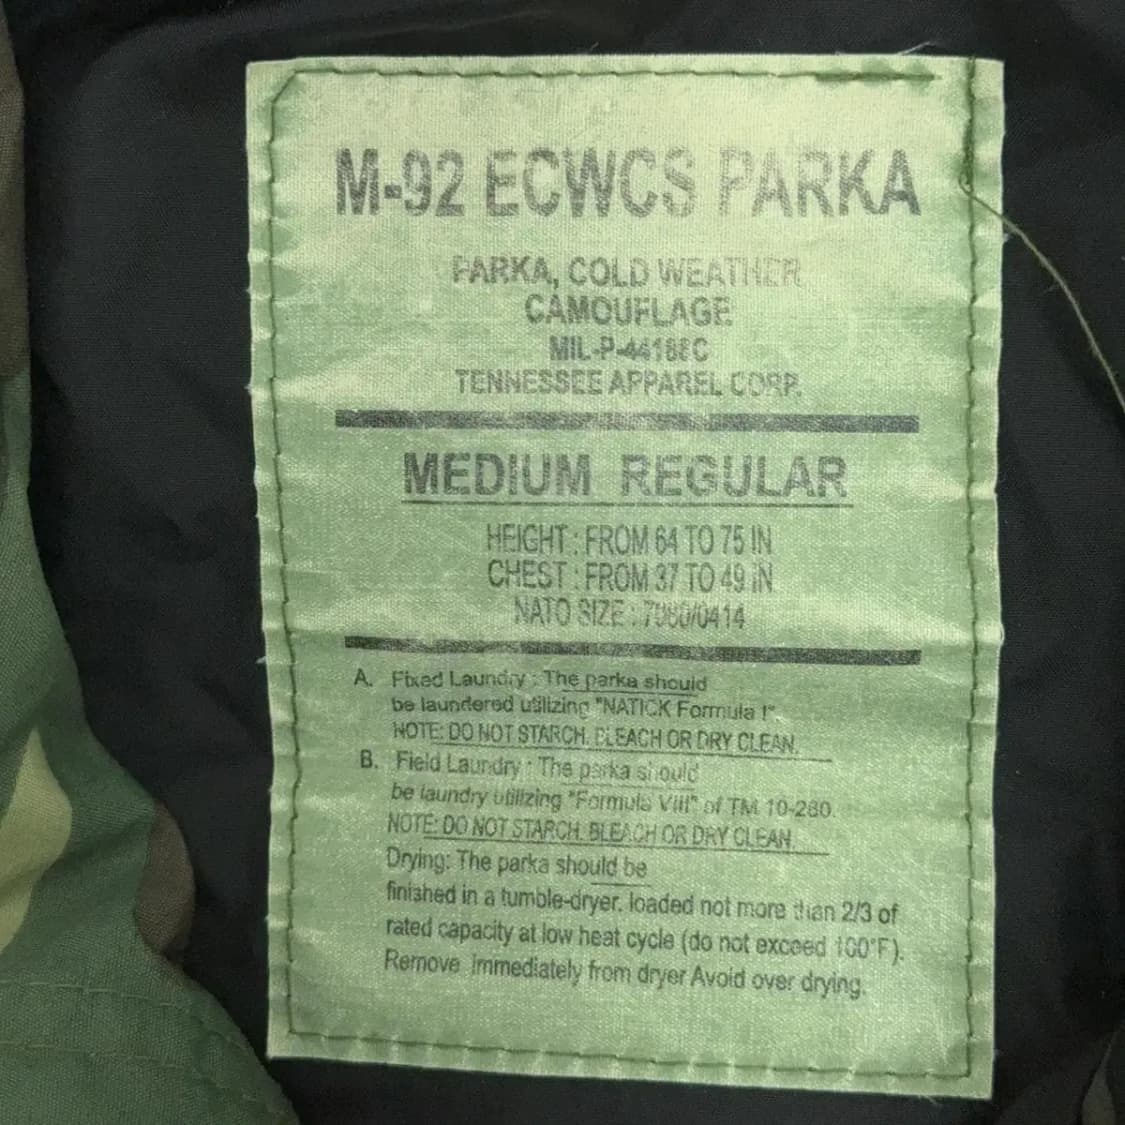 M-92 ECWCS PARKA
PARKA, COLD WEATHER
CAMOUFLAGE
MIL-P-44188C
TENNESSEE APPAREL CORP.
MEDIUM REGULAR
HEIGHT : FROM 64 TO 75 IN
CHEST : FROM 37 TO 49 IN
NATO SIZE : 7080/0414
A. Fixed Laundry : The parka should
be laundered utilizing "NATICK Formula I".
NOTE: DO NOT STARCH. BLEACH OR DRY CLEAN.
B. Field Laundry : The parka should
be laundry utilizing "Formula VIII" of TM 10-280.
NOTE: DO NOT STARCH. BLEACH OR DRY CLEAN.
Drying: The parka should be
finished in a tumble-dryer. loaded not more than 2/3 of
rated capacity at low heat cycle (do not exceed 100°F).
Remove immediately from dryer Avoid over drying.